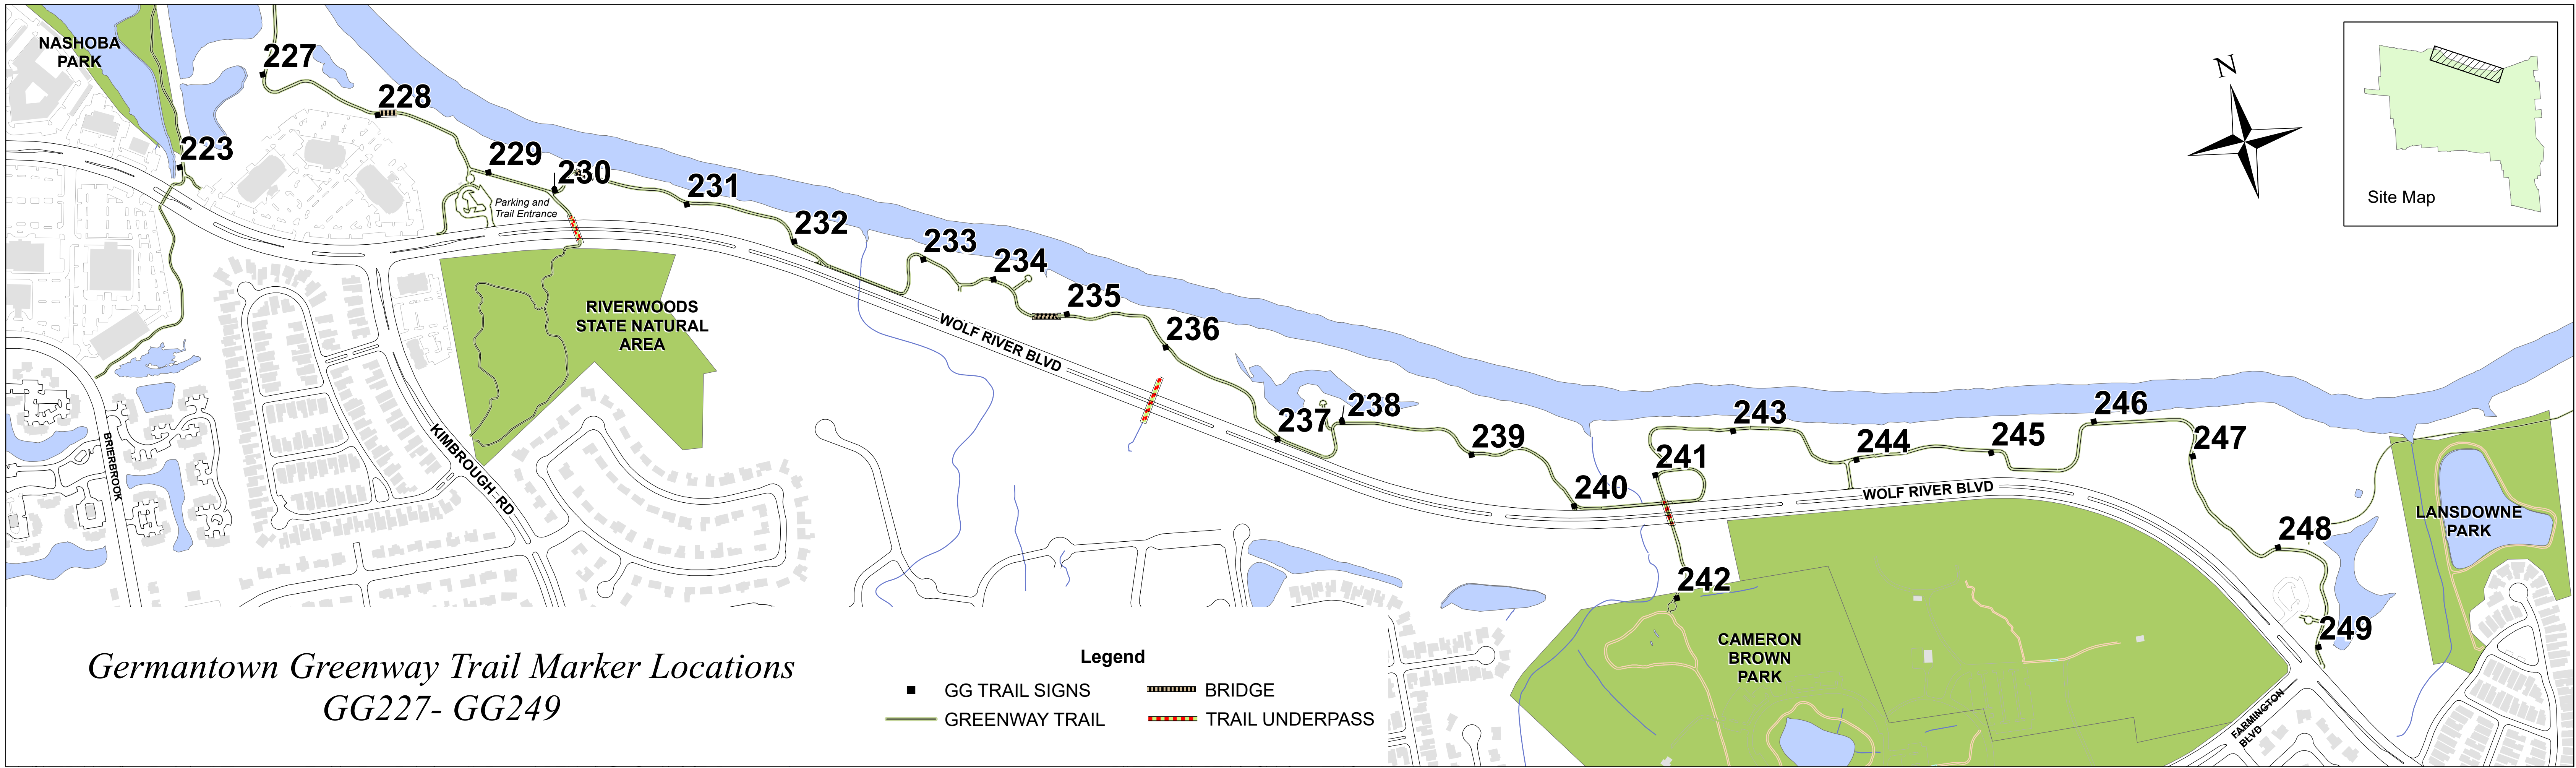 NASHOBA
PARK
227
228
223
229
230
Parking and
Trail Entrance
231
232
233
234
235
236
237
238
239
240
241
242
243
244
245
246
247
248
249
N
Site Map
RIVERWOODS
STATE NATURAL
AREA
WOLF RIVER BLVD
WOLF RIVER BLVD
BRIERBROOK
KIMBROUGH RD
LANSDOWNE
PARK
CAMERON
BROWN
PARK
FARMINGTON
BLVD
Germantown Greenway Trail Marker Locations
GG227- GG249
Legend
GG TRAIL SIGNS
BRIDGE
GREENWAY TRAIL
TRAIL UNDERPASS